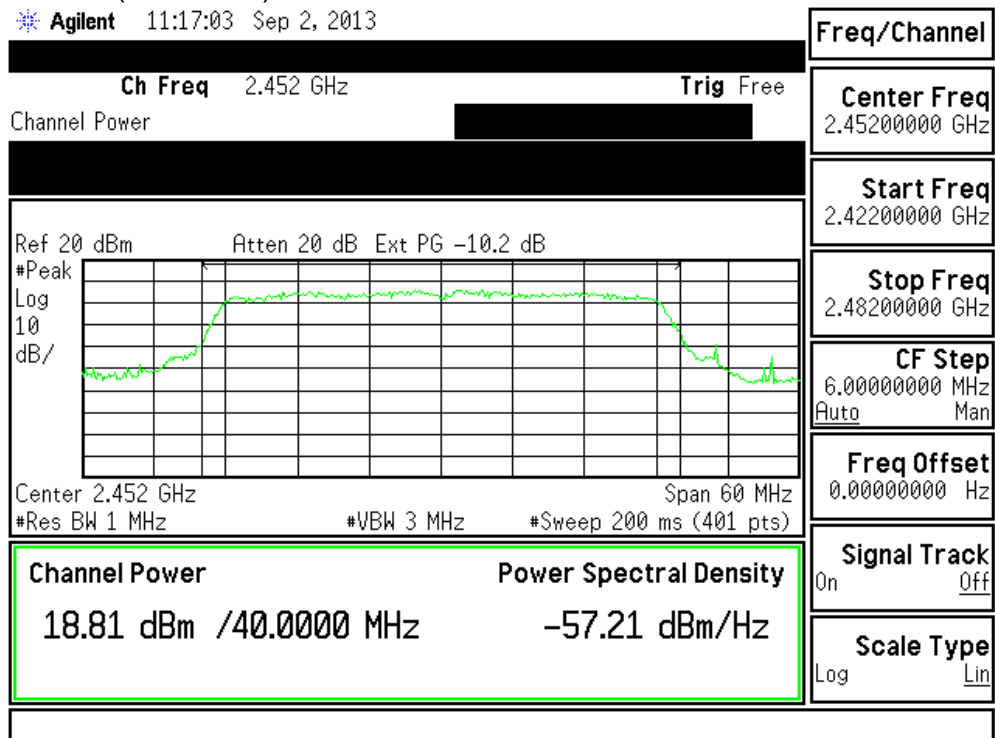 Agilent 11:17:03 Sep 2, 2013
Ch Freq 2.452 GHz Trig Free
Channel Power
Ref 20 dBm Atten 20 dB Ext PG -10.2 dB
#Peak
Log
10
dB/
Center 2.452 GHz Span 60 MHz
#Res BW 1 MHz #VBW 3 MHz #Sweep 200 ms (401 pts)
Channel Power Power Spectral Density
18.81 dBm /40.0000 MHz -57.21 dBm/Hz
Freq/Channel
Center Freq
2.45200000 GHz
Start Freq
2.42200000 GHz
Stop Freq
2.48200000 GHz
CF Step
6.00000000 MHz
Auto Man
Freq Offset
0.00000000 Hz
Signal Track
On Off
Scale Type
Log Lin